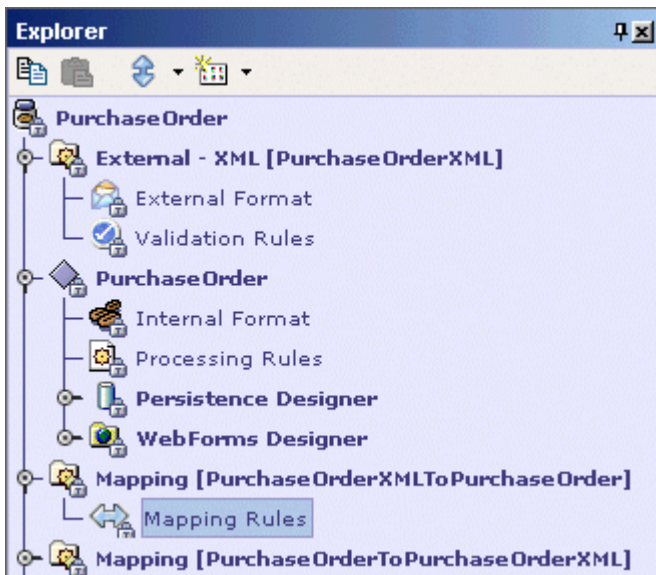 Explorer
PurchaseOrder
External - XML [PurchaseOrderXML]
External Format
Validation Rules
PurchaseOrder
Internal Format
Processing Rules
Persistence Designer
WebForms Designer
Mapping [PurchaseOrderXMLToPurchaseOrder]
Mapping Rules
Mapping [PurchaseOrderToPurchaseOrderXML]